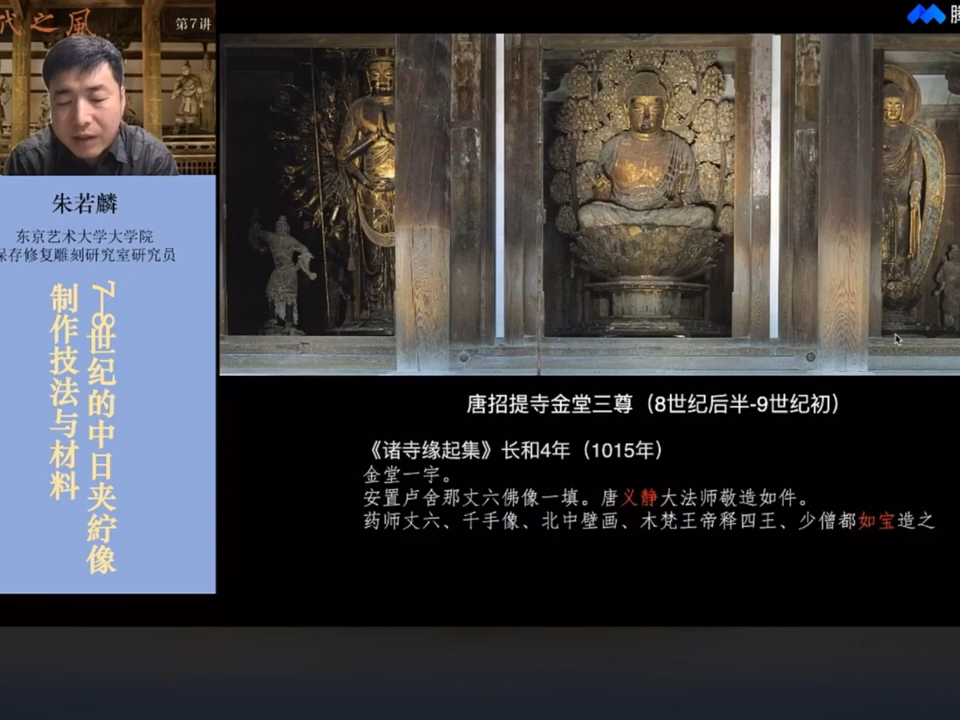 代之風
第7讲
腾
朱若麟
东京艺术大学大学院
保存修复雕刻研究室研究员
7—8世纪的中日夹紵像
制作技法与材料
唐招提寺金堂三尊（8世纪后半-9世纪初）
《诸寺缘起集》长和4年（1015年）
金堂一宇。
安置卢舍那丈六佛像一填。唐义静大法师敬造如件。
药师丈六、千手像、北中壁画、木梵王帝释四王、少僧都如宝造之